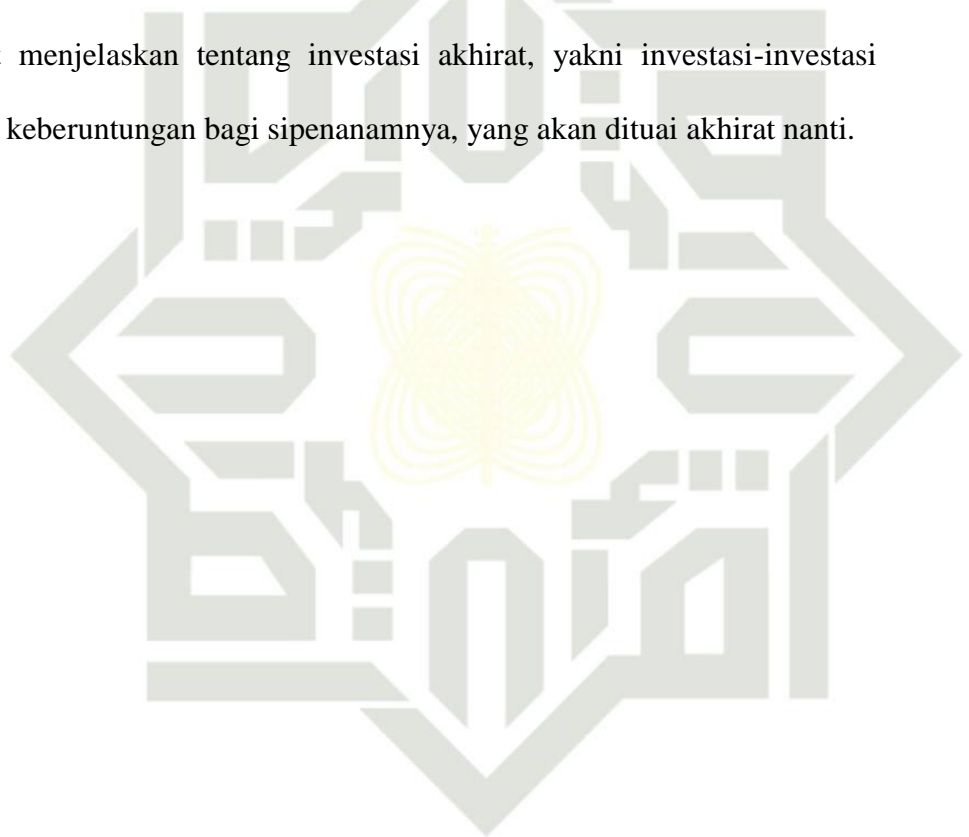 menjelaskan tentang investasi akhirat, yakni investasi-investasi
keberuntungan bagi sipenanamnya, yang akan dituai akhirat nanti.